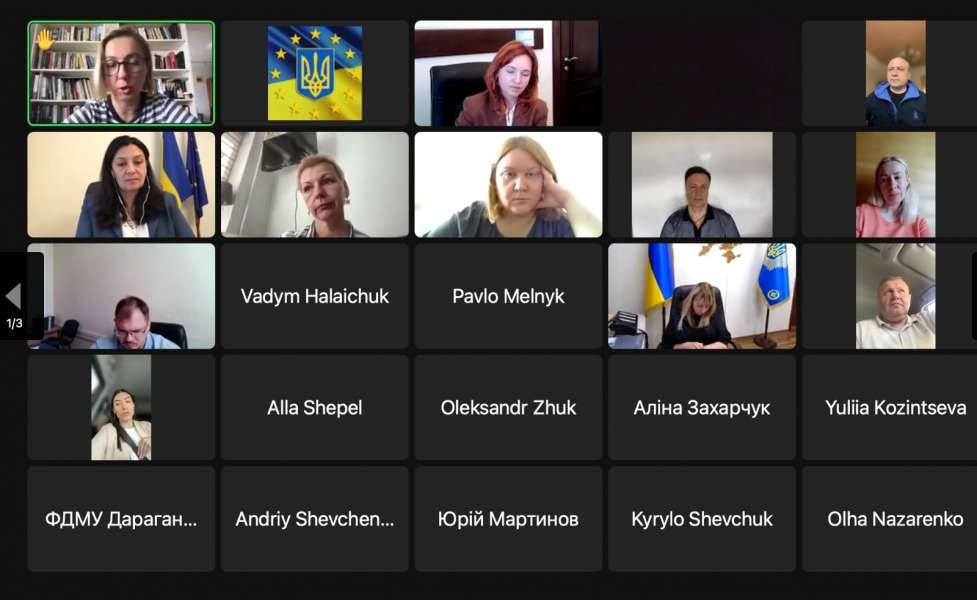 1/3
Vadym Halaichuk
Pavlo Melnyk
Alla Shepel
Oleksandr Zhuk
Аліна Захарчук
Yuliia Kozintseva
ФДМУ Дараган...
Andriy Shevchen...
Юрій Мартинов
Kyrylo Shevchuk
Olha Nazarenko